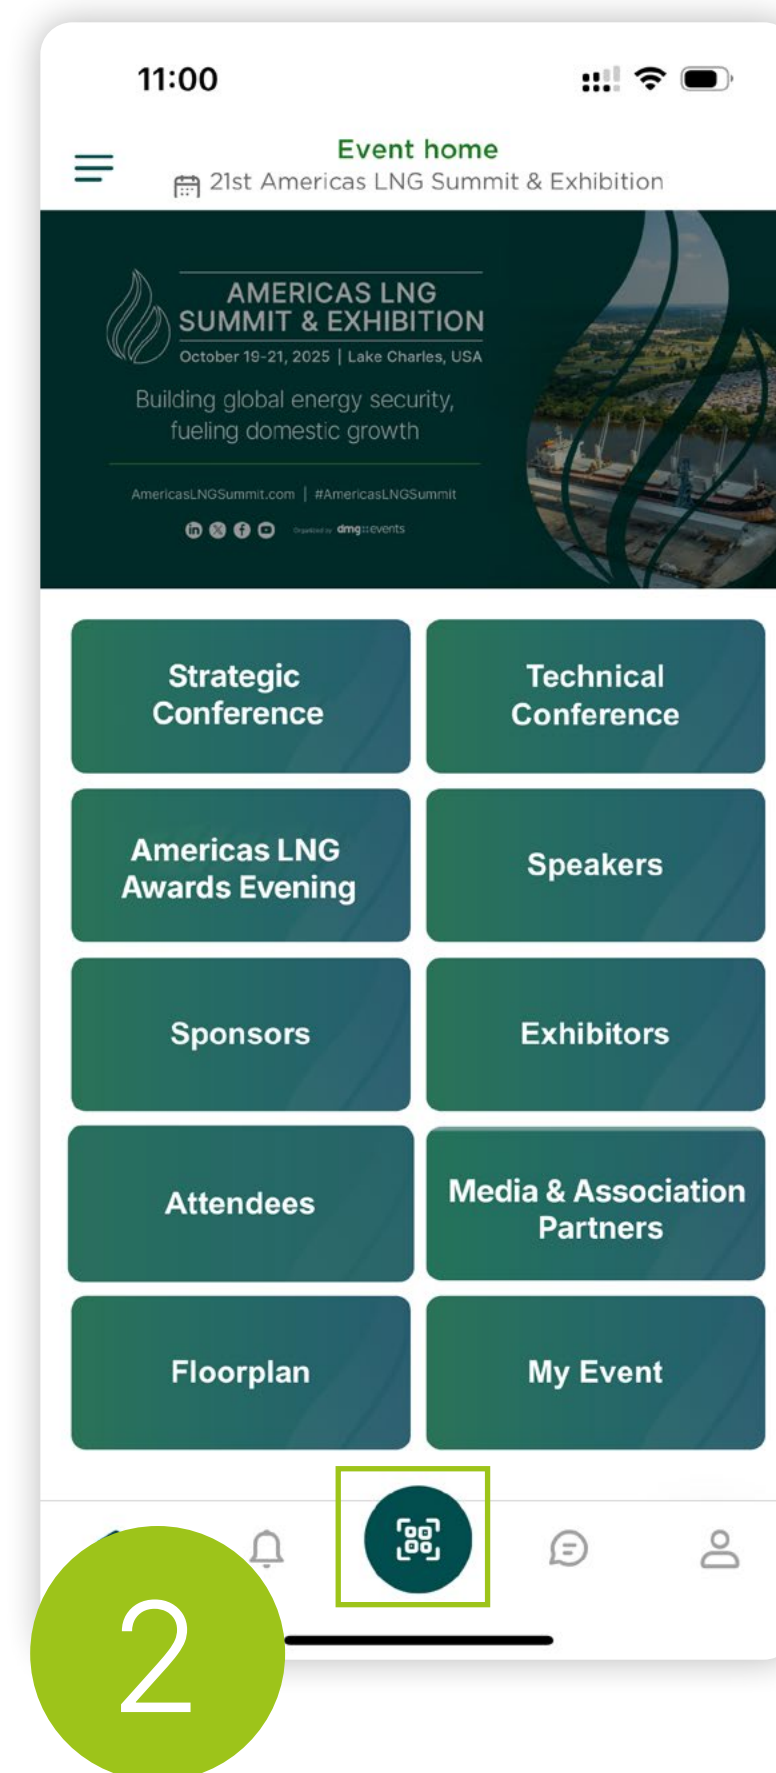 11:00
Event home
21st Americas LNG Summit & Exhibition
AMERICAS LNG
SUMMIT & EXHIBITION
October 19-21, 2025 | Lake Charles, USA
Building global energy security,
fueling domestic growth
AmericasLNGSummit.com | #AmericasLNGSummit
Organized by dmg::events
Strategic
Conference
Technical
Conference
Americas LNG
Awards Evening
Speakers
Sponsors
Exhibitors
Attendees
Media & Association
Partners
Floorplan
My Event
2